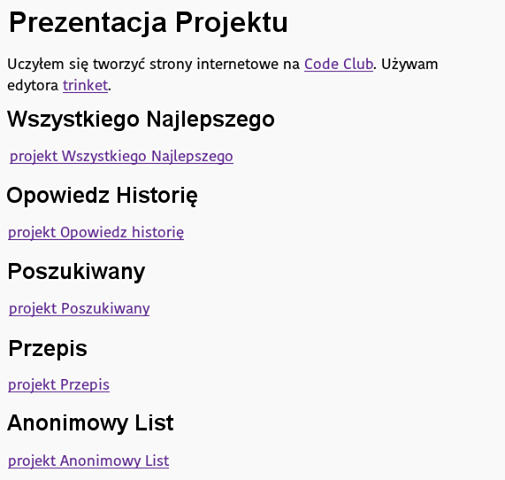 Prezentacja Projektu
Uczyłem się tworzyć strony internetowe na Code Club. Używam
edytora trinket.
Wszystkiego Najlepszego
projekt Wszystkiego Najlepszego
Opowiedz Historię
projekt Opowiedz historię
Poszukiwany
projekt Poszukiwany
Przepis
projekt Przepis
Anonimowy List
projekt Anonimowy List